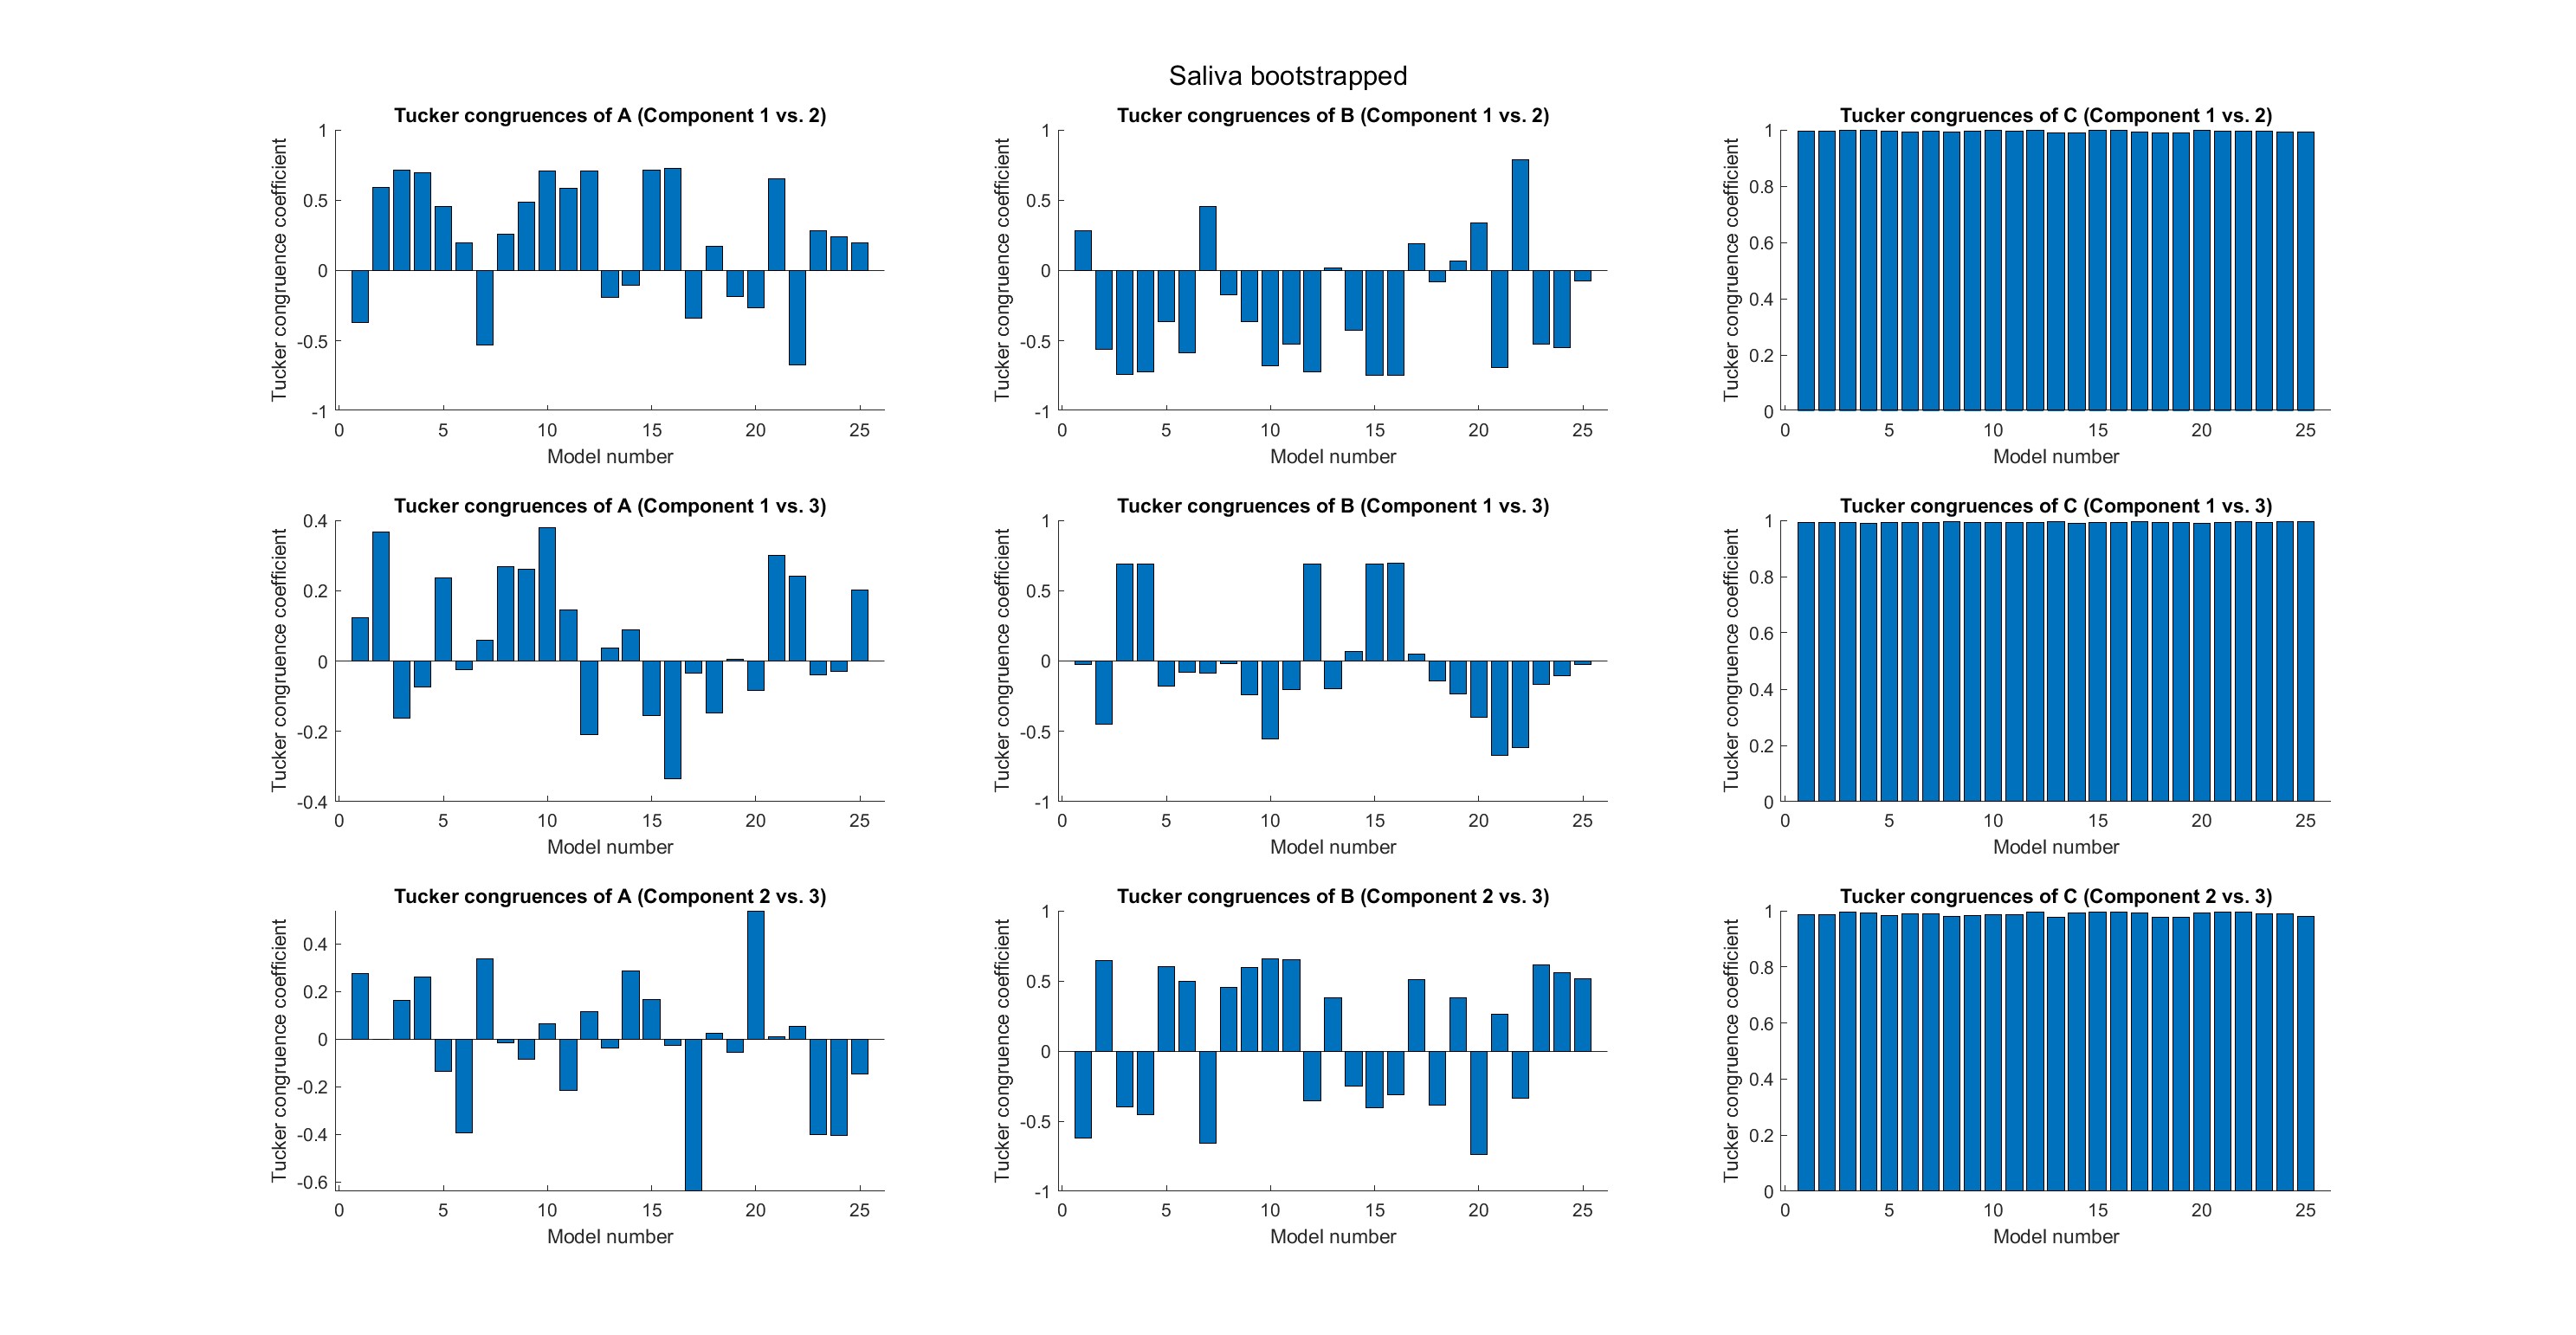 Saliva bootstrapped
Tucker congruences of A (Component 1 vs. 2)
Tucker congruence coefficient
1
0.5
0
-0.5
-1
0 5 10 15 20 25
Model number
Tucker congruences of B (Component 1 vs. 2)
Tucker congruence coefficient
1
0.5
0
-0.5
-1
0 5 10 15 20 25
Model number
Tucker congruences of C (Component 1 vs. 2)
Tucker congruence coefficient
1
0.8
0.6
0.4
0.2
0
0 5 10 15 20 25
Model number
Tucker congruences of A (Component 1 vs. 3)
Tucker congruence coefficient
0.4
0.2
0
-0.2
-0.4
0 5 10 15 20 25
Model number
Tucker congruences of B (Component 1 vs. 3)
Tucker congruence coefficient
1
0.5
0
-0.5
-1
0 5 10 15 20 25
Model number
Tucker congruences of C (Component 1 vs. 3)
Tucker congruence coefficient
1
0.8
0.6
0.4
0.2
0
0 5 10 15 20 25
Model number
Tucker congruences of A (Component 2 vs. 3)
Tucker congruence coefficient
0.4
0.2
0
-0.2
-0.4
-0.6
0 5 10 15 20 25
Model number
Tucker congruences of B (Component 2 vs. 3)
Tucker congruence coefficient
1
0.5
0
-0.5
-1
0 5 10 15 20 25
Model number
Tucker congruences of C (Component 2 vs. 3)
Tucker congruence coefficient
1
0.8
0.6
0.4
0.2
0
0 5 10 15 20 25
Model number